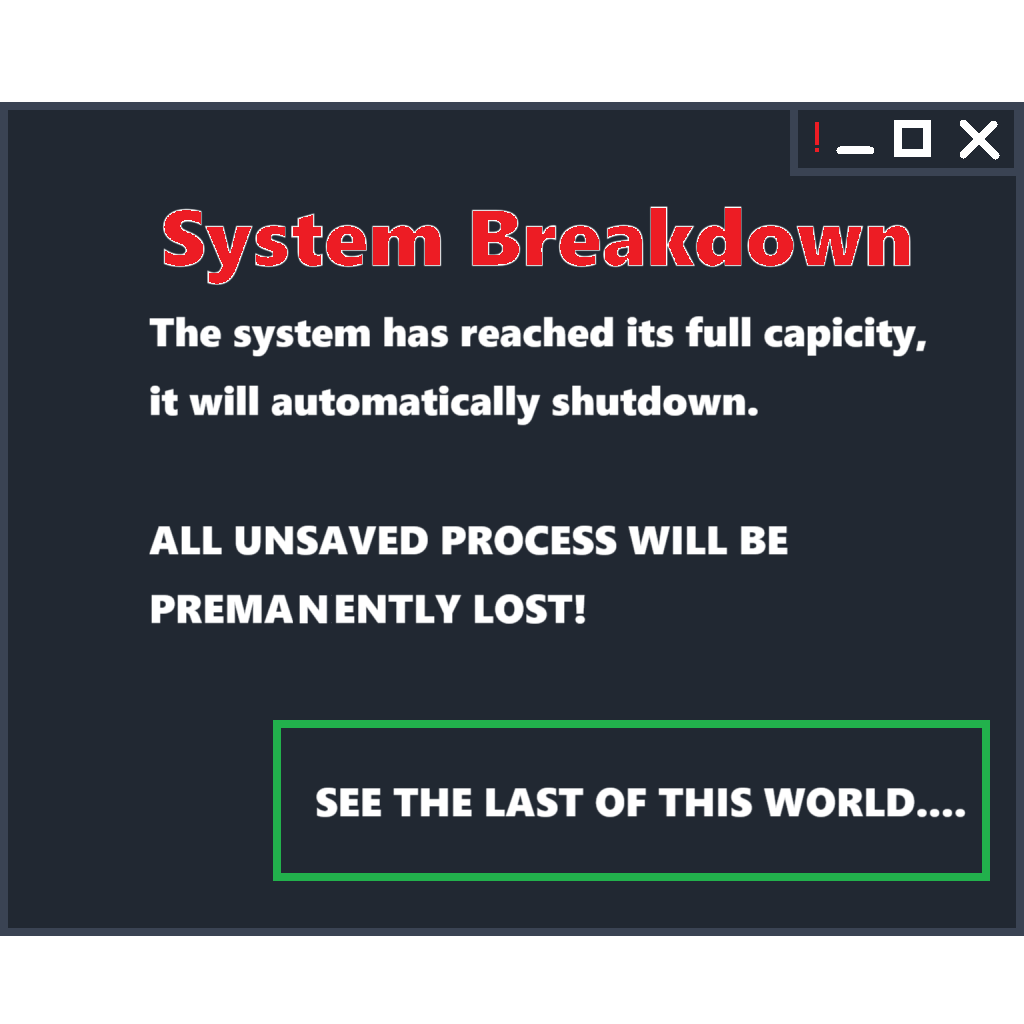 !
System Breakdown
The system has reached its full capicity,
it will automatically shutdown.
ALL UNSAVED PROCESS WILL BE
PREMANENTLY LOST!
SEE THE LAST OF THIS WORLD....